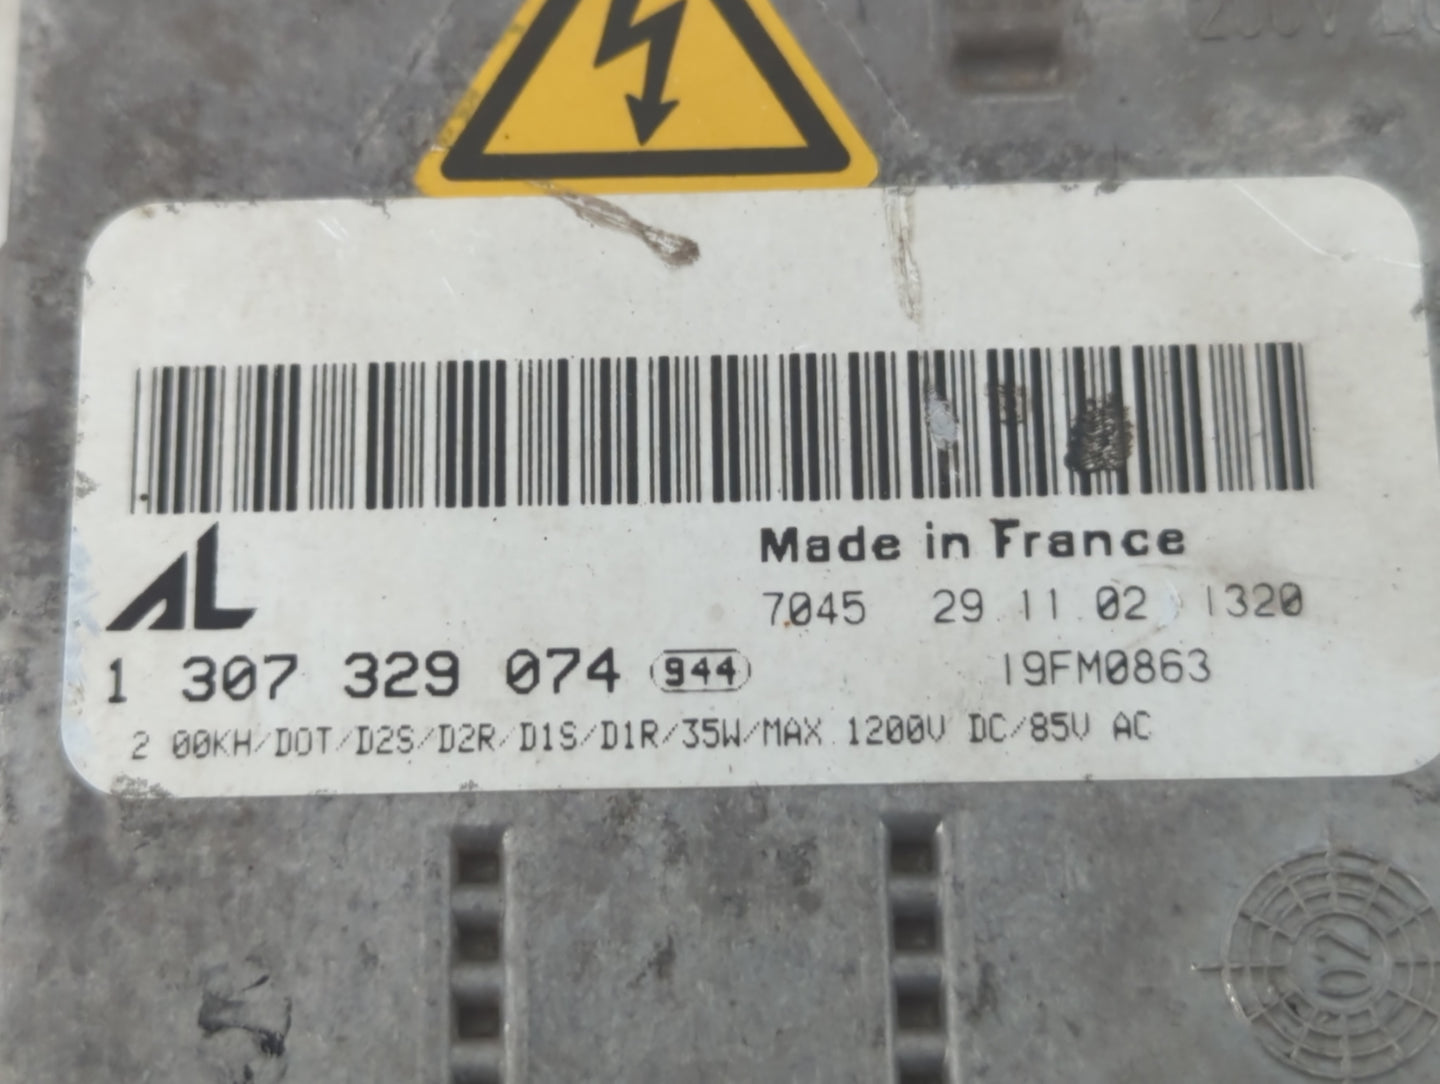 AL
Made in France
7045 29 11 02 1320
1 307 329 074 944 19FM0863
2 00KH/DOT/D2S/D2R/D1S/D1R/35W/MAX 1200V DC/85V AC
02